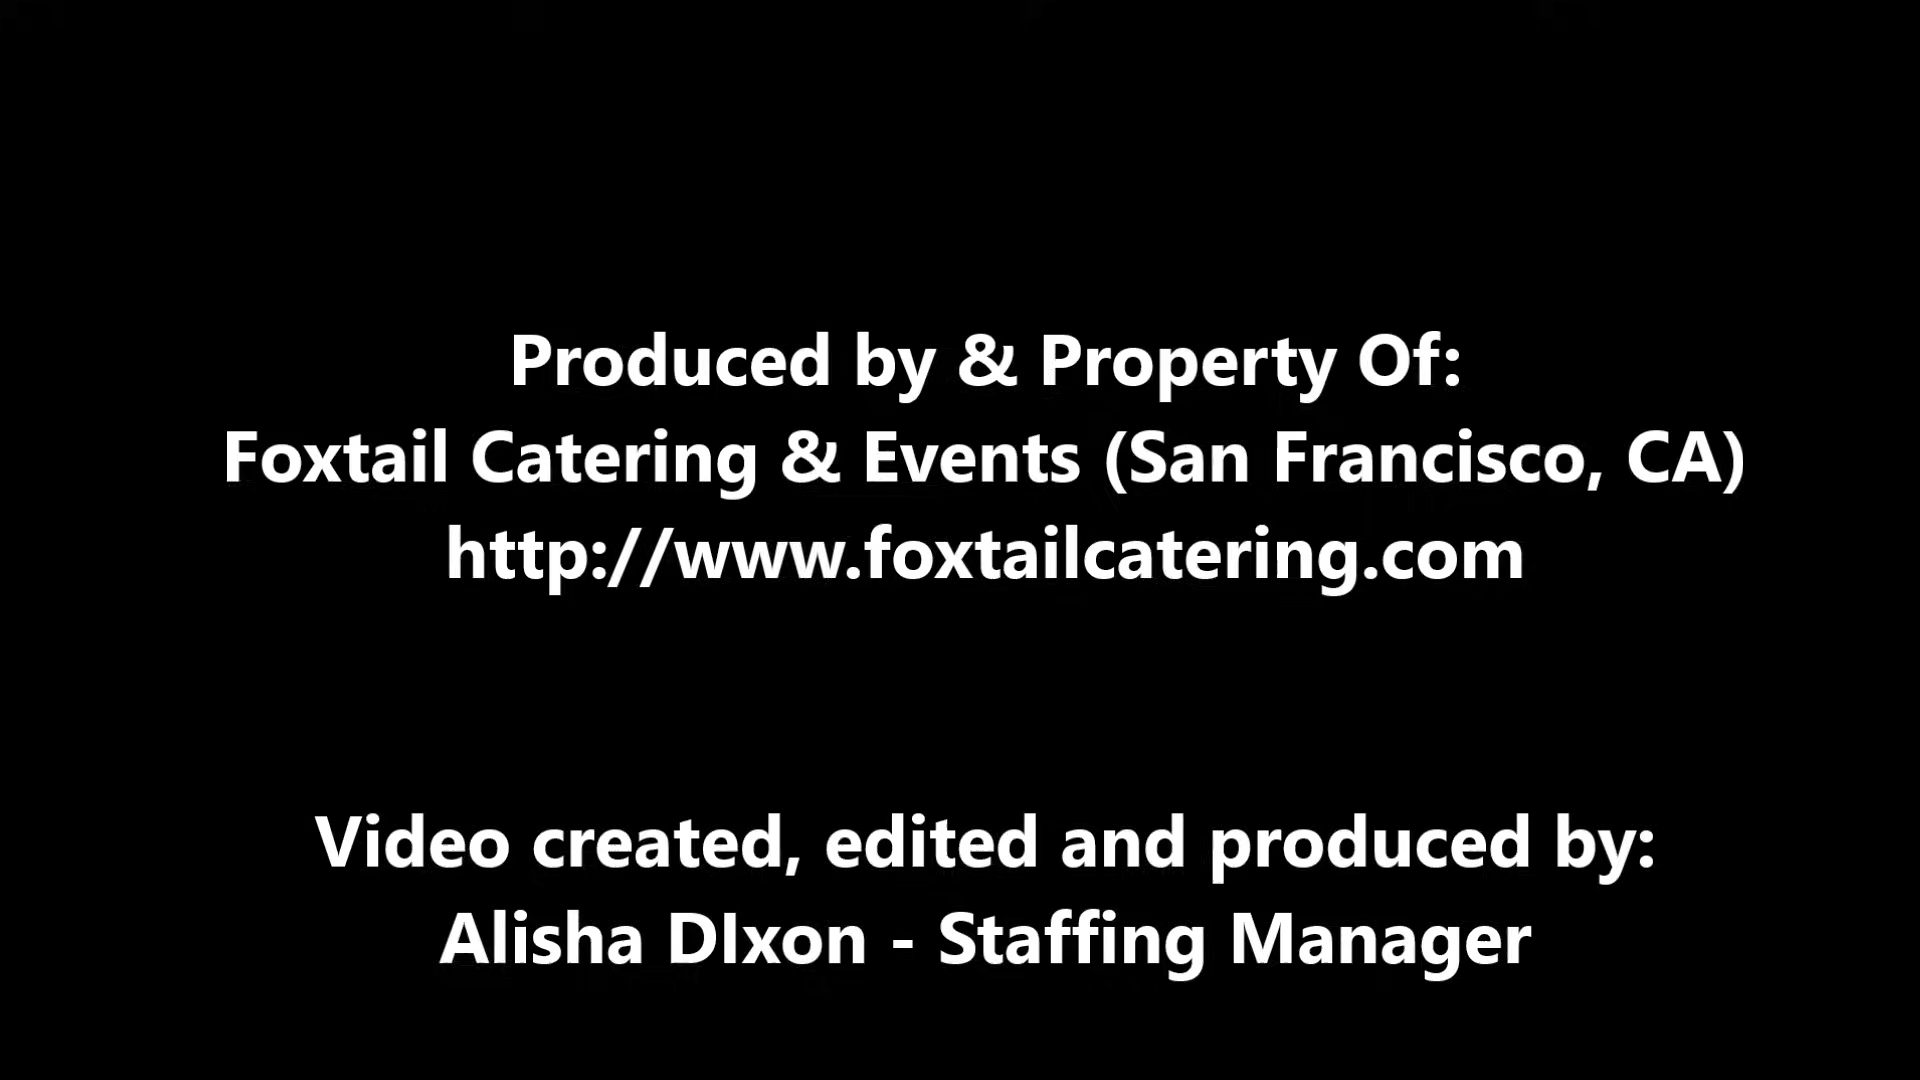 Produced by & Property Of:
Foxtail Catering & Events (San Francisco, CA)
http://www.foxtailcatering.com
Video created, edited and produced by:
Alisha DIxon - Staffing Manager